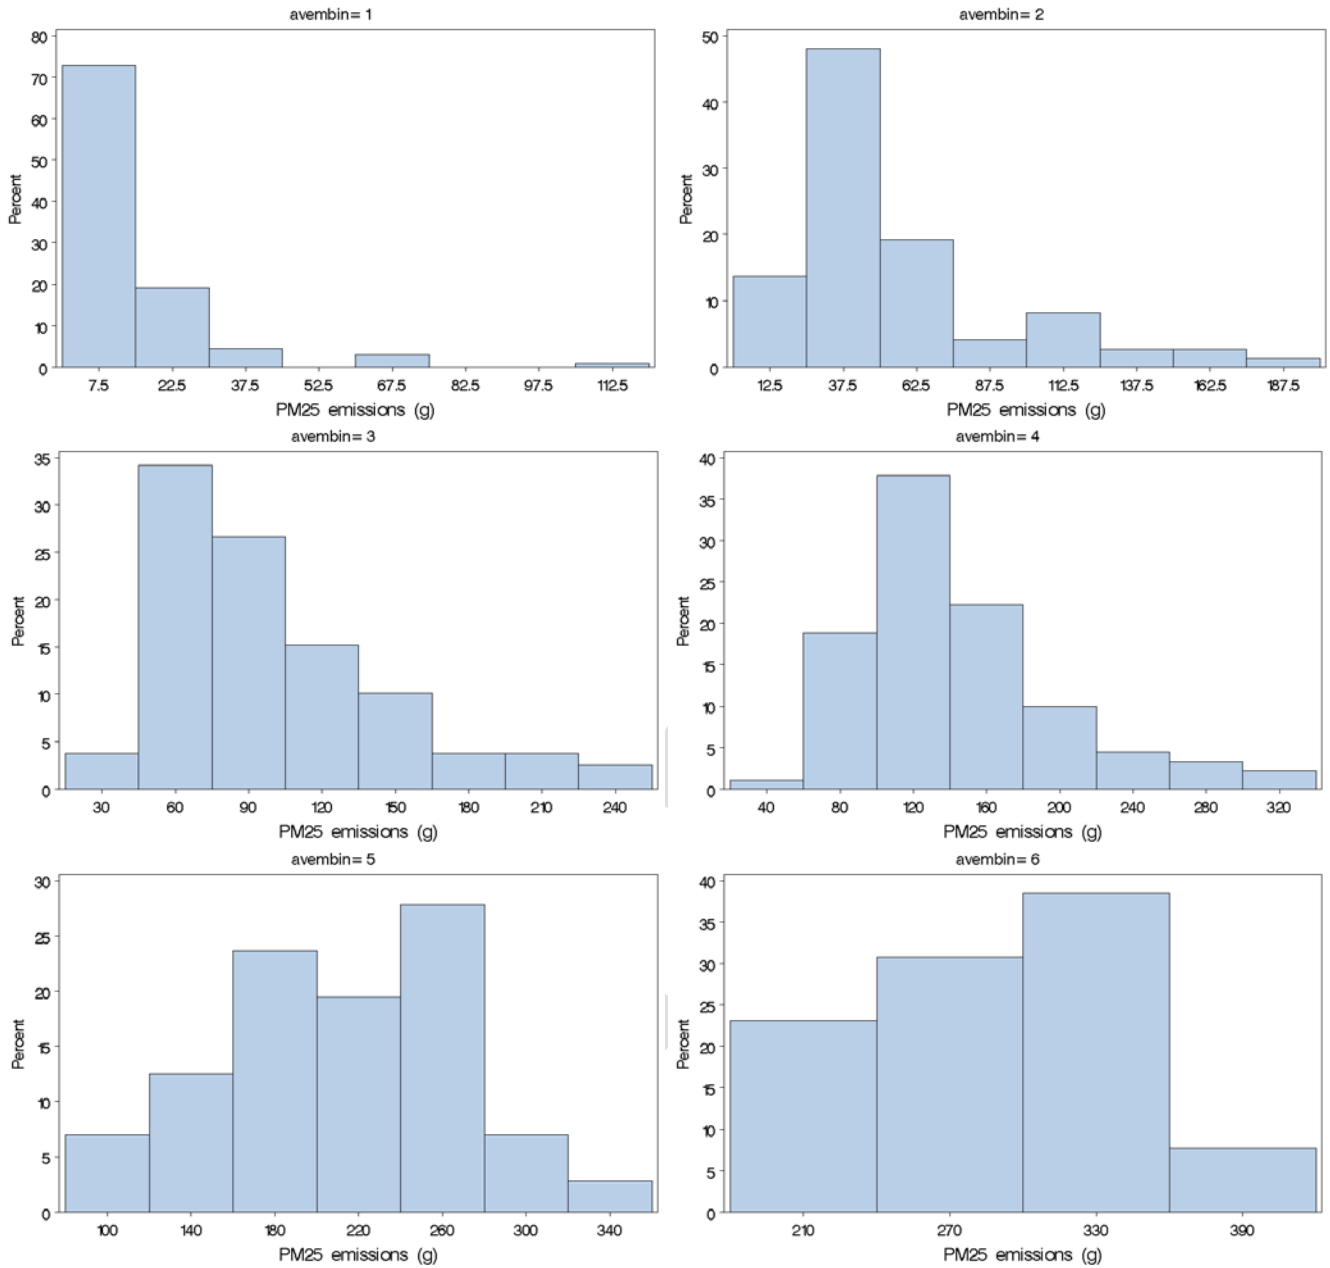 avembin= 1
80
70
60
50
40
30
20
10
0
Percent
7.5 22.5 37.5 52.5 67.5 82.5 97.5 112.5
PM25 emissions (g)
avembin= 2
50
40
30
20
10
0
Percent
12.5 37.5 62.5 87.5 112.5 137.5 162.5 187.5
PM25 emissions (g)
avembin= 3
35
30
25
20
15
10
5
0
Percent
30 60 90 120 150 180 210 240
PM25 emissions (g)
avembin= 4
40
35
30
25
20
15
10
5
0
Percent
40 80 120 160 200 240 280 320
PM25 emissions (g)
avembin= 5
30
25
20
15
10
5
0
Percent
100 140 180 220 260 300 340
PM25 emissions (g)
avembin= 6
40
35
30
25
20
15
10
5
0
Percent
210 270 330 390
PM25 emissions (g)